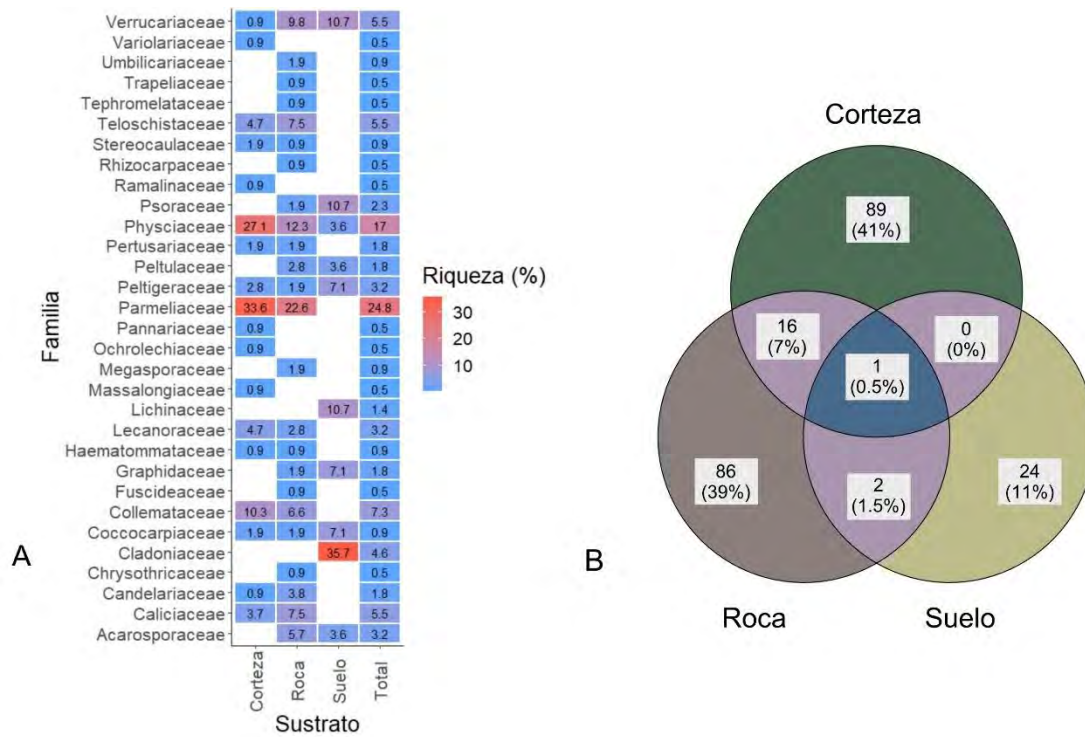 Verrucariaceae 0.9 9.8 10.7 5.5
Variolariaceae 0.9 0.5
Umbilicariaceae 1.9 0.9
Trapeliaceae 0.9 0.5
Tephromelataceae 0.9 0.5
Teloschistaceae 4.7 7.5 5.5
Stereocaulaceae 1.9 0.9 0.9
Rhizocarpaceae 0.9 0.5
Ramalinaceae 0.9 0.5
Psoraceae 1.9 10.7 2.3
Physciaceae 27.1 12.3 3.6 17
Pertusariaceae 1.9 1.9 1.8
Peltulaceae 2.8 3.6 1.8
Peltigeraceae 2.8 1.9 7.1 3.2
Parmeliaceae 33.6 22.6 24.8
Pannariaceae 0.9 0.5
Ochrolechiaceae 0.9 0.5
Megasporaceae 1.9 0.9
Massalongiaceae 0.9 0.5
Lichinaceae 10.7 1.4
Lecanoraceae 4.7 2.8 3.2
Haematommataceae 0.9 0.9 0.9
Graphidaceae 1.9 7.1 1.8
Fuscideaceae 0.9 0.5
Collemataceae 10.3 6.6 7.3
Coccocarpiaceae 1.9 1.9 7.1 0.9
Cladoniaceae 35.7 4.6
Chrysothricaceae 0.9 0.5
Candelariaceae 0.9 3.8 1.8
Caliciaceae 3.7 7.5 5.5
Acarosporaceae 5.7 3.6 3.2
Familia
Corteza
Roca
Suelo
Total
Sustrato
Riqueza (%)
30
20
10
A
Corteza
89
(41%)
16
(7%)
0
(0%)
1
(0.5%)
86
(39%)
2
(1.5%)
24
(11%)
B
Roca
Suelo